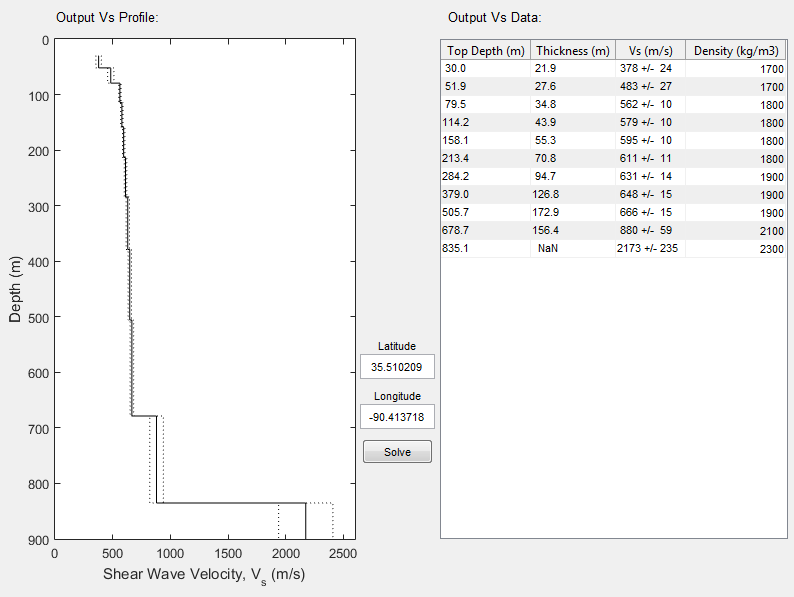 Output Vs Profile:
0
100
200
300
400
500
600
700
800
900
0 500 1000 1500 2000 2500
Depth (m)
Shear Wave Velocity, Vs (m/s)
Latitude
35.510209
Longitude
-90.413718
Solve
Output Vs Data:
Top Depth (m) Thickness (m) Vs (m/s) Density (kg/m3)
30.0 21.9 378 +/- 24 1700
51.9 27.6 483 +/- 27 1700
79.5 34.8 562 +/- 10 1800
114.2 43.9 579 +/- 10 1800
158.1 55.3 595 +/- 10 1800
213.4 70.8 611 +/- 11 1800
284.2 94.7 631 +/- 14 1900
379.0 126.8 648 +/- 15 1900
505.7 172.9 666 +/- 15 1900
678.7 156.4 880 +/- 59 2100
835.1 NaN 2173 +/- 235 2300